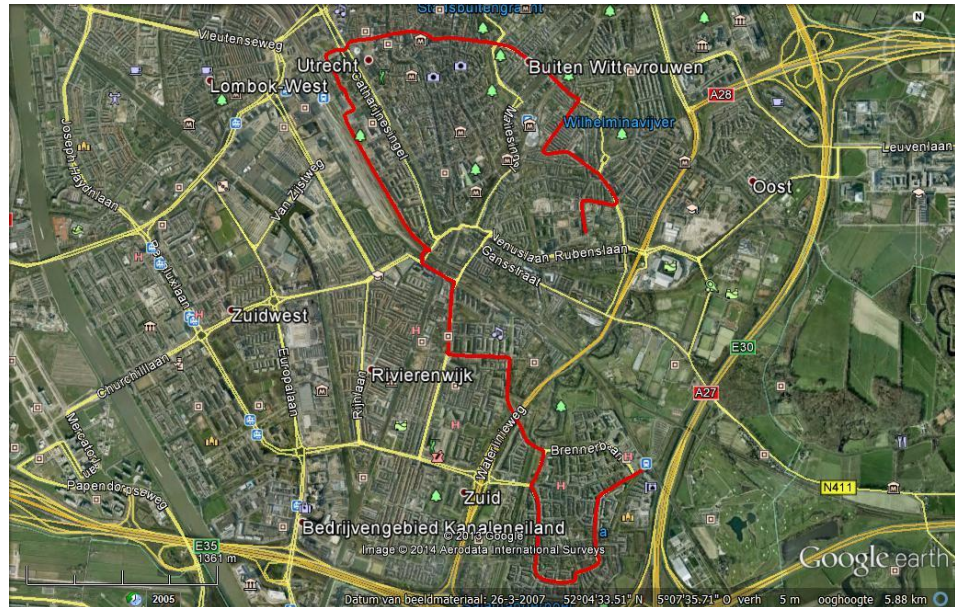 Stadsbuitengracht
N
Vleutenseweg
Utrecht
Buiten Wittevrouwen
Lombok-West
A28
Catharijnesingel
Wilhelminavijver
Maliesingel
Joseph Haydnlaan
Leuvenlaan
Van Zijstweg
Oost
Venuslaan Rubenslaan
Gansstraat
Zuidwest
E30
Churchilllaan
Europalaan
Rijnlaan
Rivierenwijk
A27
Waterlinieweg
Zuid
Papendorpseweg
N411
Bedrijvengebied Kanaleneiland
© 2013 Google
Image © 2014 Aerodata International Surveys
E35
1361 m
Google earth
2005
Datum van beeldmateriaal: 26-3-2007 52°04'33.51" N 5°07'35.71" O verh 5 m ooghoogte 5.88 km